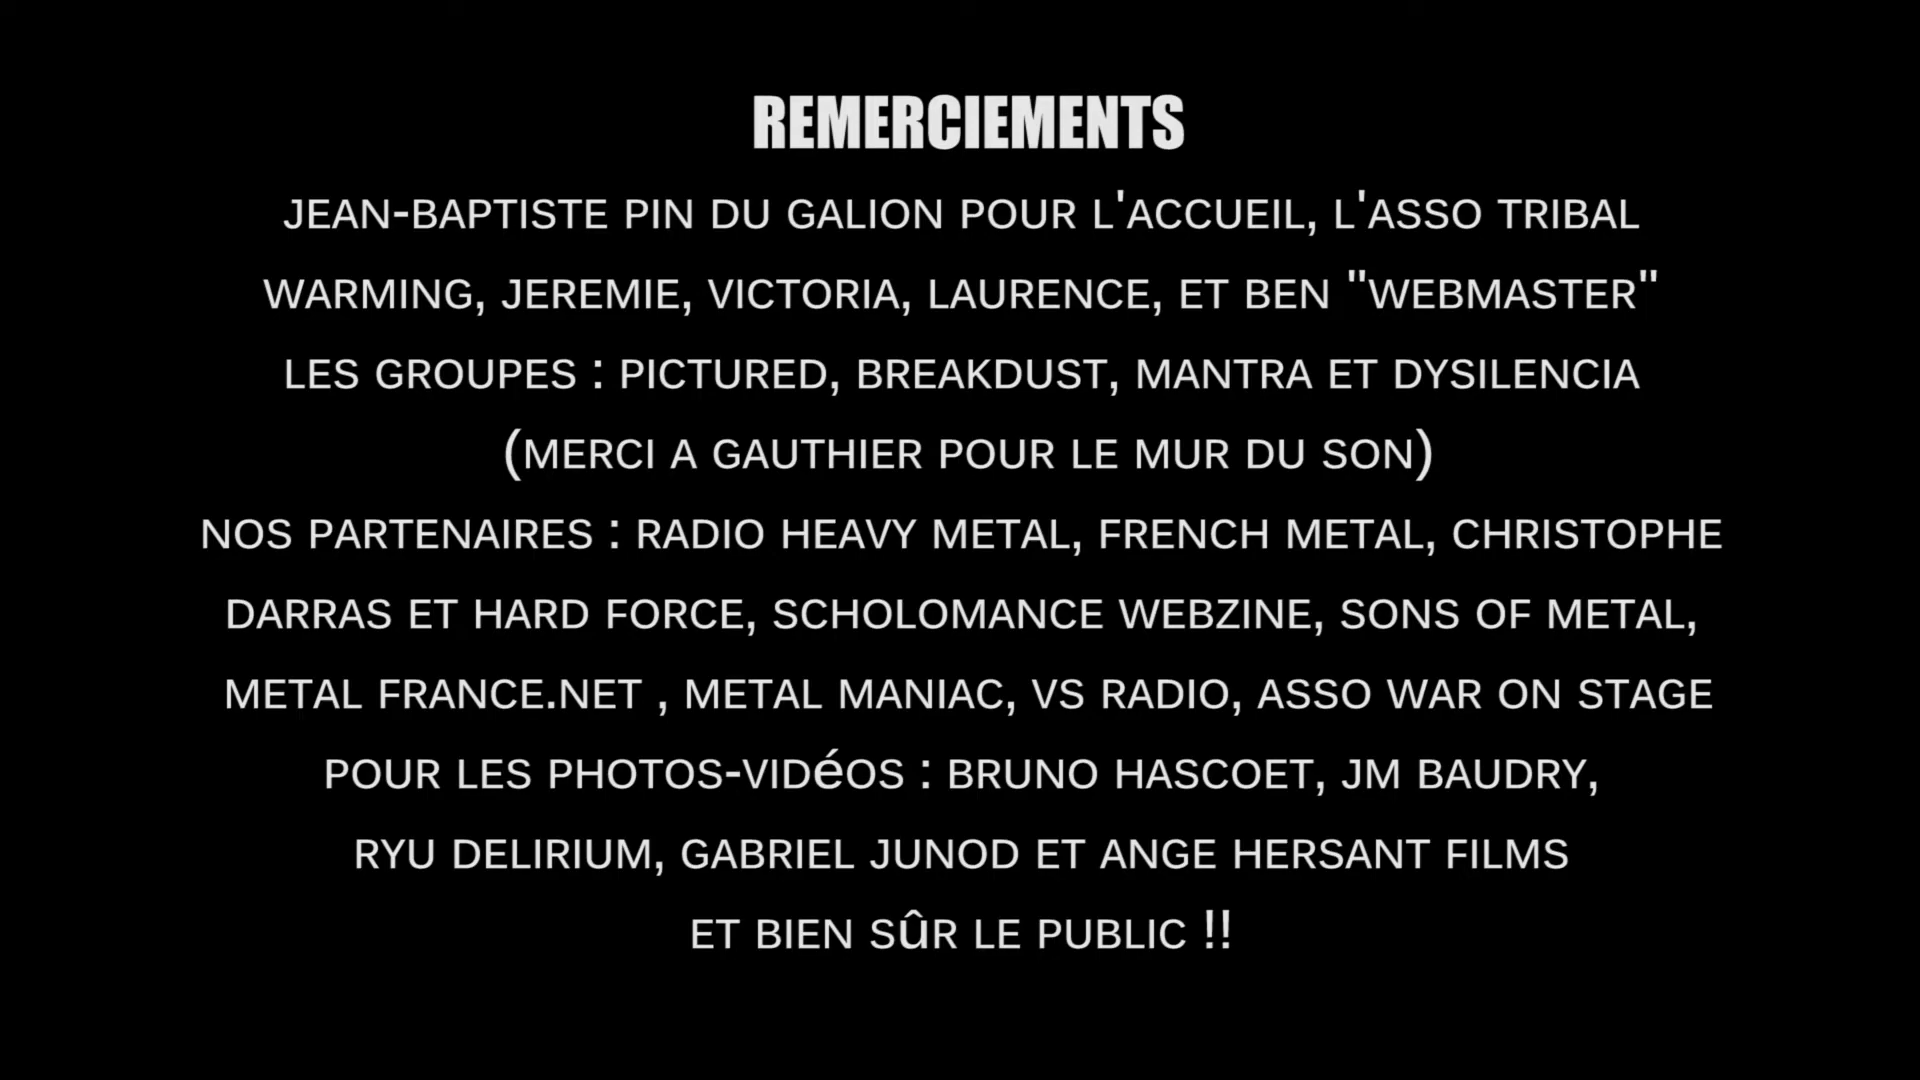 REMERCIEMENTS
JEAN-BAPTISTE PIN DU GALION POUR L'ACCUEIL, L'ASSO TRIBAL
WARMING, JEREMIE, VICTORIA, LAURENCE, ET BEN "WEBMASTER"
LES GROUPES : PICTURED, BREAKDUST, MANTRA ET DYSILENCIA
(MERCI A GAUTHIER POUR LE MUR DU SON)
NOS PARTENAIRES : RADIO HEAVY METAL, FRENCH METAL, CHRISTOPHE
DARRAS ET HARD FORCE, SCHOLOMANCE WEBZINE, SONS OF METAL,
METAL FRANCE.NET , METAL MANIAC, VS RADIO, ASSO WAR ON STAGE
POUR LES PHOTOS-VIDéOS : BRUNO HASCOET, JM BAUDRY,
RYU DELIRIUM, GABRIEL JUNOD ET ANGE HERSANT FILMS
ET BIEN SûR LE PUBLIC !!